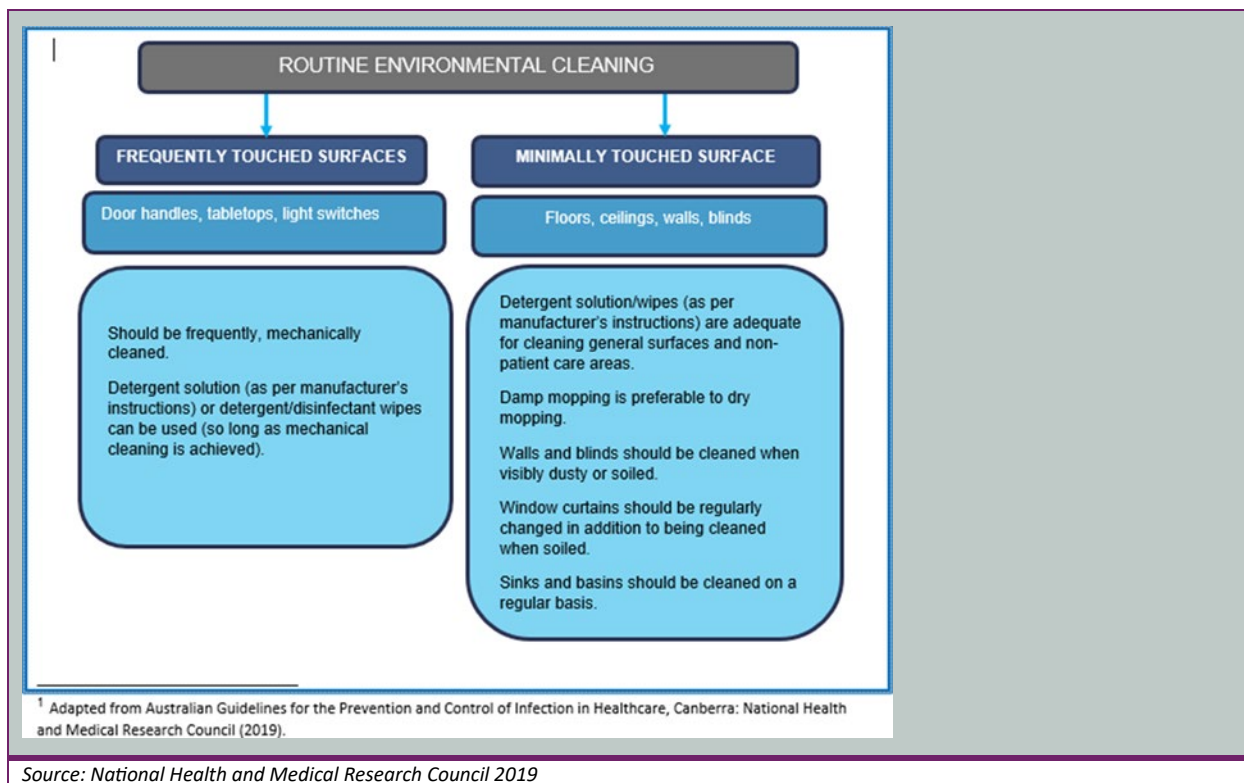 ROUTINE ENVIRONMENTAL CLEANING
FREQUENTLY TOUCHED SURFACES
Door handles, tabletops, light switches
Should be frequently, mechanically
cleaned.
Detergent solution (as per manufacturer's
instructions) or detergent/disinfectant wipes
can be used (so long as mechanical
cleaning is achieved).
MINIMALLY TOUCHED SURFACE
Floors, ceilings, walls, blinds
Detergent solution/wipes (as per
manufacturer's instructions) are adequate
for cleaning general surfaces and non-
patient care areas.
Damp mopping is preferable to dry
mopping.
Walls and blinds should be cleaned when
visibly dusty or soiled.
Window curtains should be regularly
changed in addition to being cleaned
when soiled.
Sinks and basins should be cleaned on a
regular basis.
1 Adapted from Australian Guidelines for the Prevention and Control of Infection in Healthcare, Canberra: National Health
and Medical Research Council (2019).
Source: National Health and Medical Research Council 2019